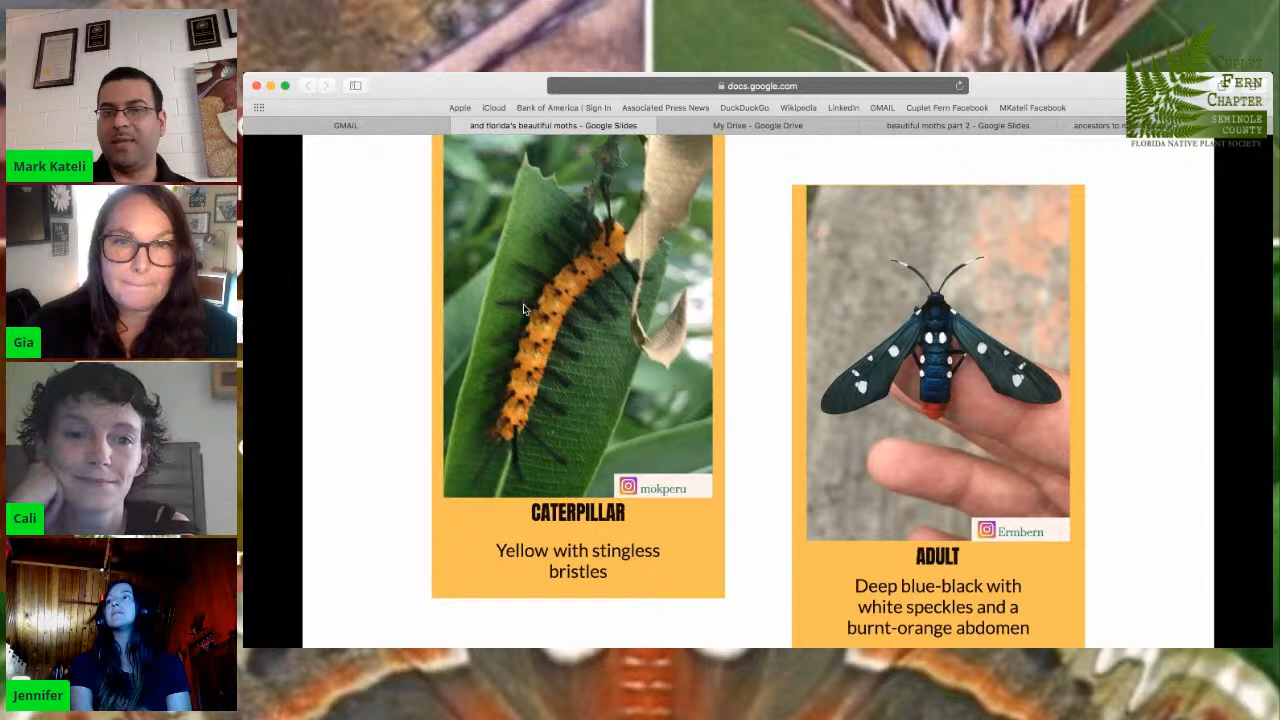 Mark Kateli
Gia
Cali
Jennifer
docs.google.com
Apple iCloud Bank of America | Sign In Associated Press News DuckDuckGo Wikipedia LinkedIn GMAIL Cuplet Fern Facebook MKateli Facebook
GMAIL and florida's beautiful moths - Google Slides My Drive - Google Drive beautiful moths part 2 - Google Slides ancestors to
CUPLET
FERN
CHAPTER
SEMINOLE
COUNTY
FLORIDA NATIVE PLANT SOCIETY
mokperu
CATERPILLAR
Yellow with stingless
bristles
Ermbern
ADULT
Deep blue-black with
white speckles and a
burnt-orange abdomen